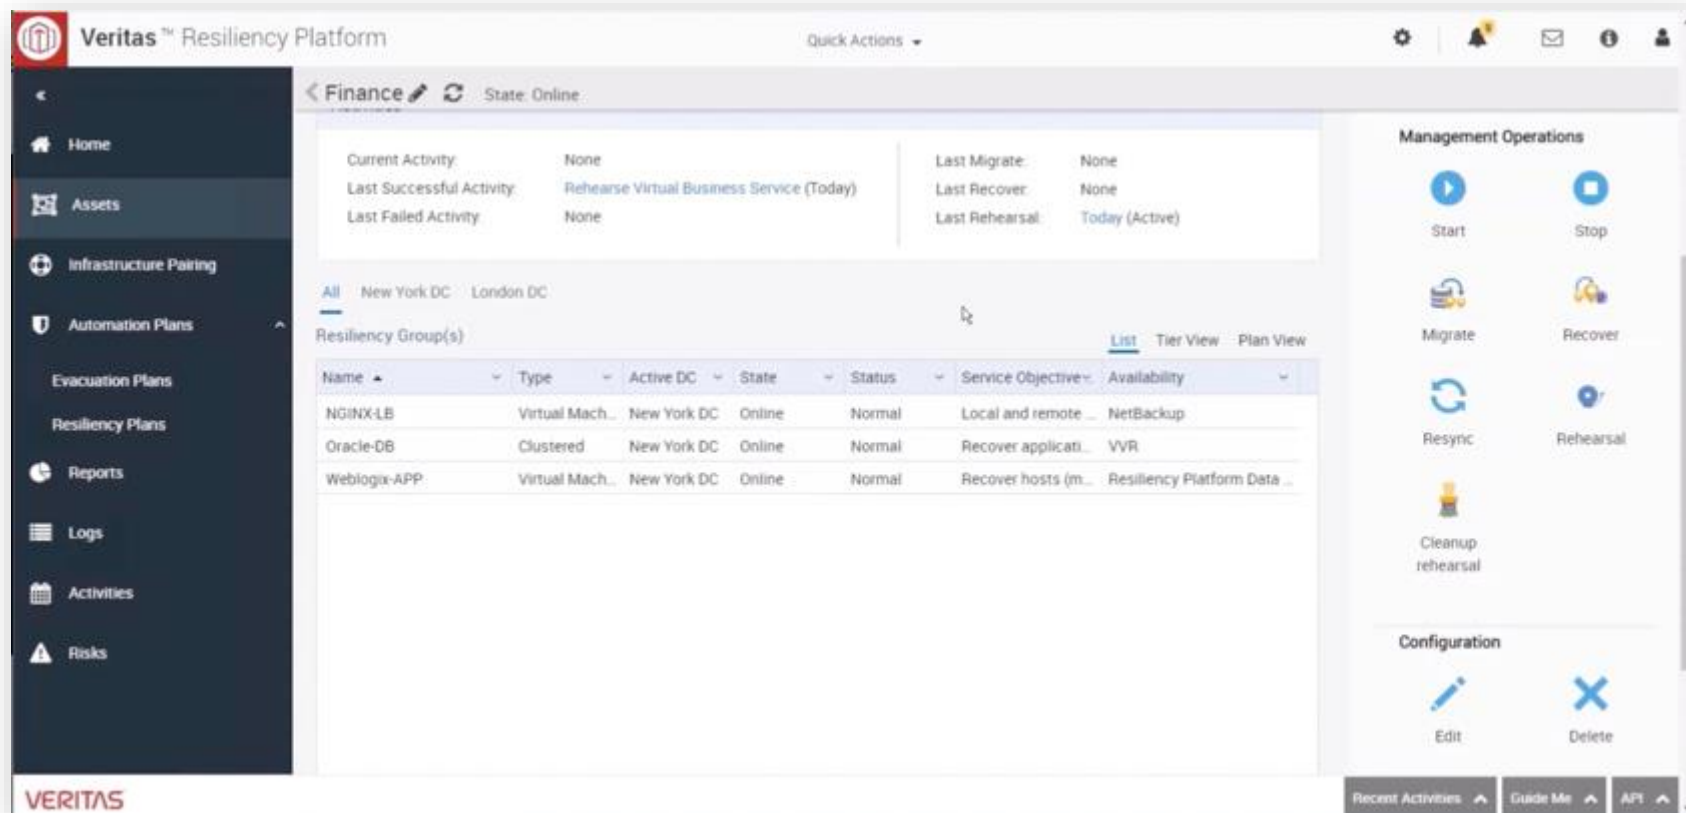 Veritas™ Resiliency Platform
Quick Actions
Finance
State: Online
Home
Assets
Infrastructure Pairing
Automation Plans
Evacuation Plans
Resiliency Plans
Reports
Logs
Activities
Risks
Current Activity: None
Last Successful Activity: Rehearse Virtual Business Service (Today)
Last Failed Activity: None
Last Migrate: None
Last Recover: None
Last Rehearsal: Today (Active)
All New York DC London DC
Resiliency Group(s)
List Tier View Plan View
Name Type Active DC State Status Service Objective Availability
NGINX-LB Virtual Mach... New York DC Online Normal Local and remote ... NetBackup
Oracle-DB Clustered New York DC Online Normal Recover applicati... VVR
Weblogix-APP Virtual Mach... New York DC Online Normal Recover hosts (m... Resiliency Platform Data ...
Management Operations
Start Stop
Migrate Recover
Resync Rehearsal
Cleanup
rehearsal
Configuration
Edit Delete
VERITAS
Recent Activities Guide Me API